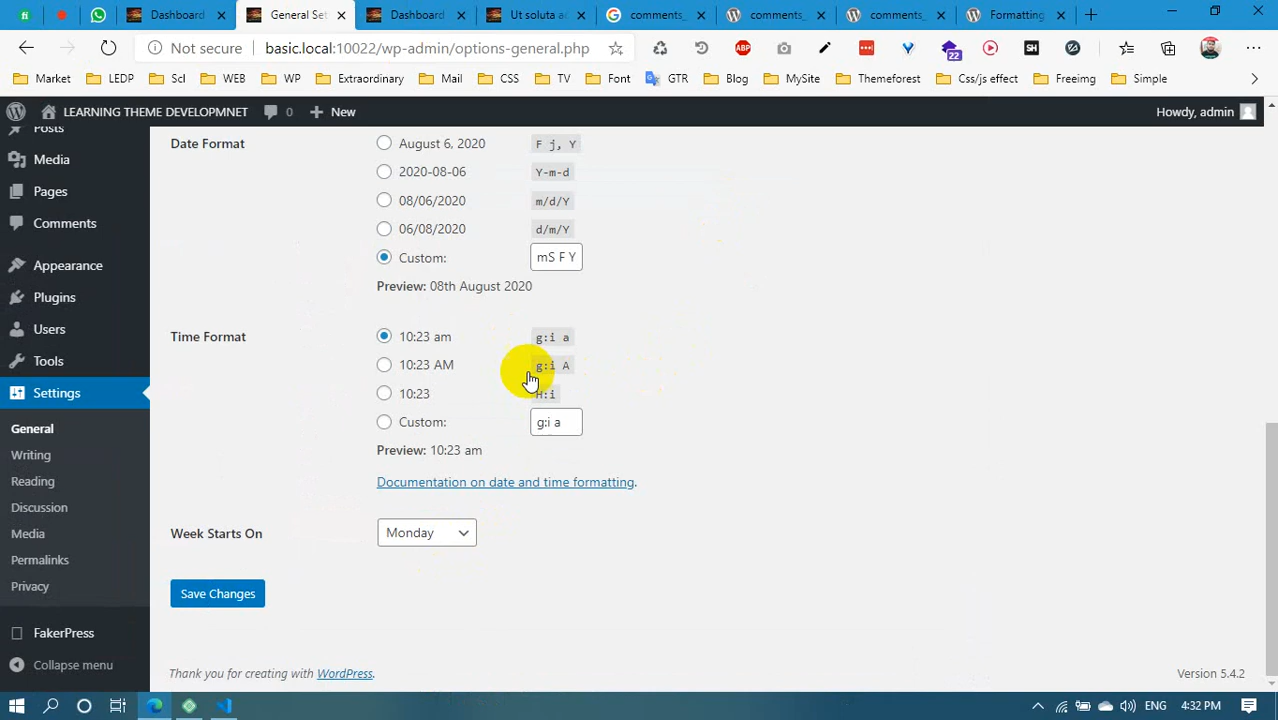 Dashboard
General Set
Dashboard
Ut soluta a
comments_
comments_
comments_
Formatting
Not secure
basic.local:10022/wp-admin/options-general.php
ABP
SH
22
Market
LEDP
Scl
WEB
WP
Extraordinary
Mail
CSS
TV
Font
GTR
Blog
MySite
Themeforest
Css/js effect
Freeimg
Simple
LEARNING THEME DEVELOPMNET
0
New
Howdy, admin
Posts
Media
Pages
Comments
Appearance
Plugins
Users
Tools
Settings
General
Writing
Reading
Discussion
Media
Permalinks
Privacy
FakerPress
Collapse menu
Date Format
August 6, 2020 F j, Y
2020-08-06 Y-m-d
08/06/2020 m/d/Y
06/08/2020 d/m/Y
Custom: mS F Y
Preview: 08th August 2020
Time Format
10:23 am g:i a
10:23 AM g:i A
10:23 H:i
Custom: g:i a
Preview: 10:23 am
Documentation on date and time formatting.
Week Starts On
Monday
Save Changes
Thank you for creating with WordPress.
Version 5.4.2
ENG
4:32 PM